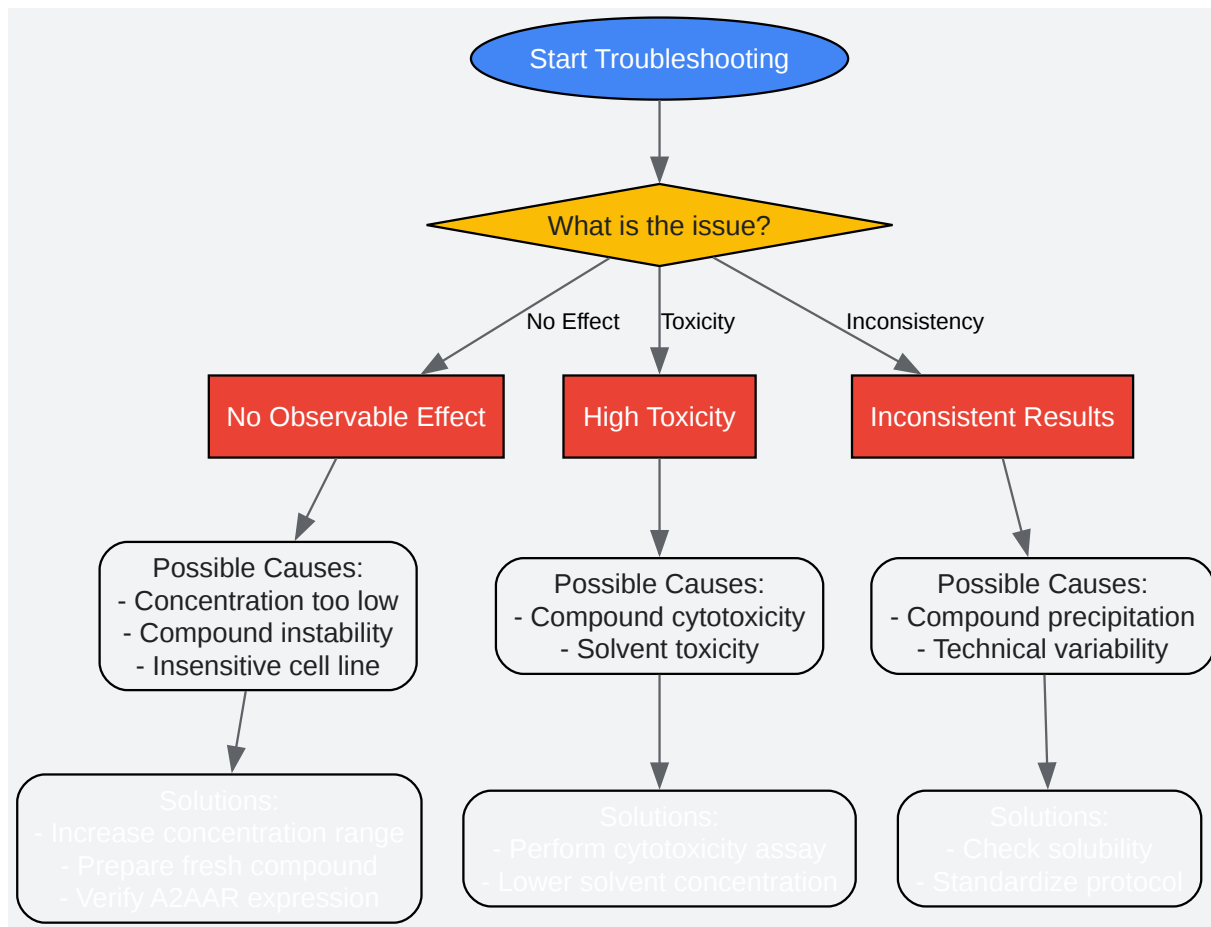 Start Troubleshooting
What is the issue?
No Effect
Toxicity
Inconsistency
No Observable Effect
High Toxicity
Inconsistent Results
Possible Causes:
- Concentration too low
- Compound instability
- Insensitive cell line
Possible Causes:
- Compound cytotoxicity
- Solvent toxicity
Possible Causes:
- Compound precipitation
- Technical variability
Solutions:
- Increase concentration range
- Prepare fresh compound
- Verify A2AAR expression
Solutions:
- Perform cytotoxicity assay
- Lower solvent concentration
Solutions:
- Check solubility
- Standardize protocol